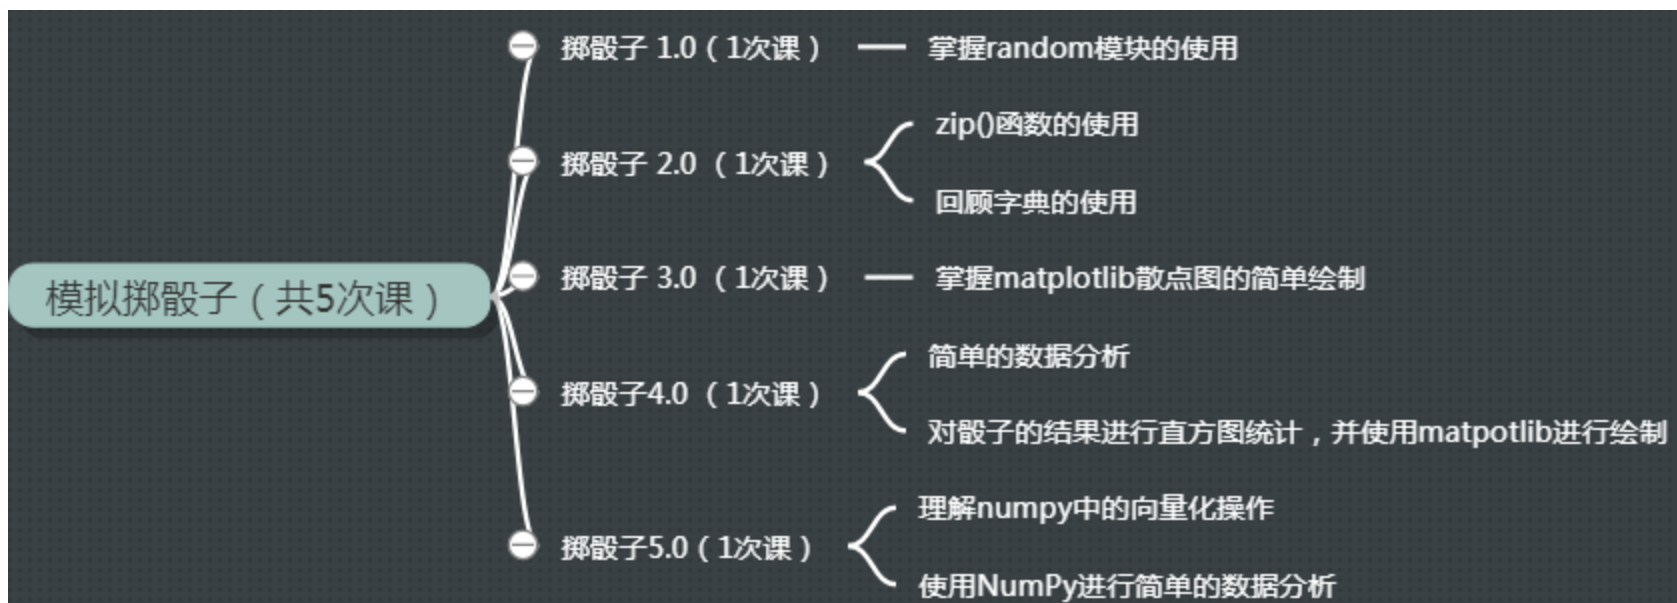 掷骰子 1.0（1次课）
掌握random模块的使用
掷骰子 2.0 （1次课）
zip()函数的使用
回顾字典的使用
模拟掷骰子（共5次课）
掷骰子 3.0 （1次课）
掌握matplotlib散点图的简单绘制
掷骰子4.0 （1次课）
简单的数据分析
对骰子的结果进行直方图统计，并使用matpotlib进行绘制
掷骰子5.0（1次课）
理解numpy中的向量化操作
使用NumPy进行简单的数据分析